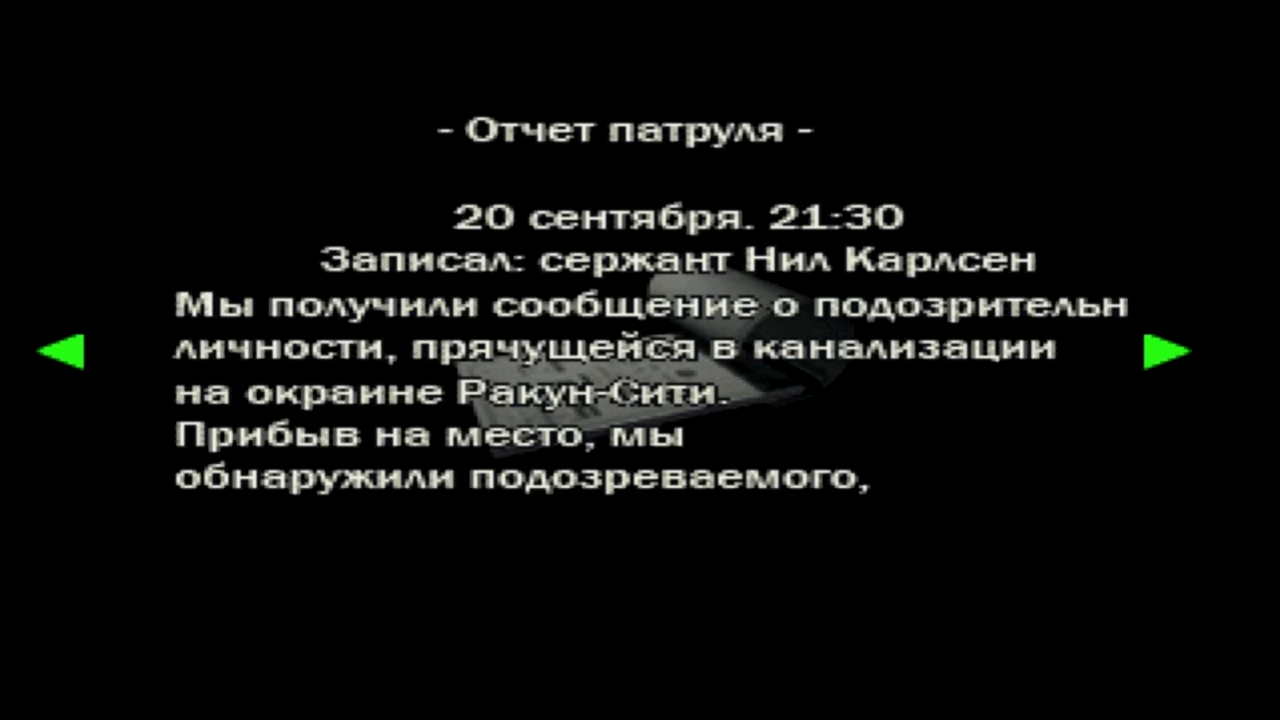 - Отчет патруля -
20 сентября. 21:30
Записал: сержант Нил Карлсен
Мы получили сообщение о подозрительн
личности, прячущейся в канализации
на окраине Ракун-Сити.
Прибыв на место, мы
обнаружили подозреваемого,